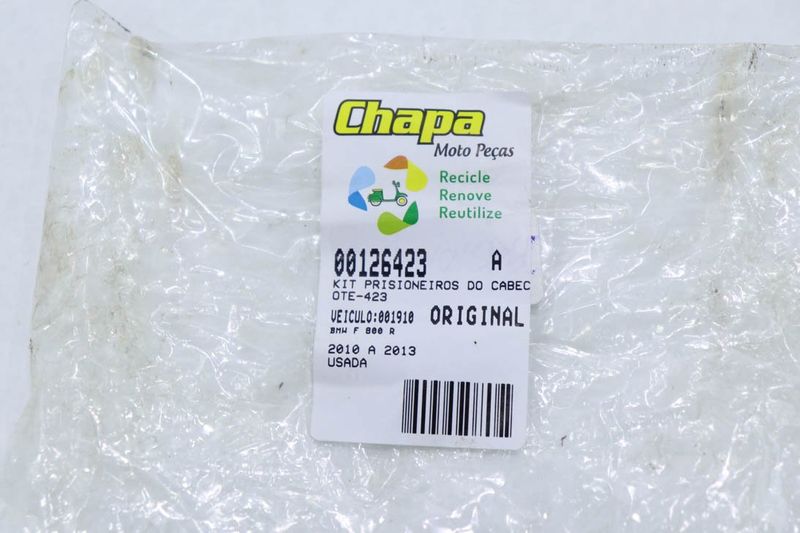 Chapa
Moto Peças
Recicle
Renove
Reutilize
00126423 A
KIT PRISIONEIROS DO CABEC
OTE-423
VEICULO:001910 ORIGINAL
BMW F 800 R
2010 A 2013
USADA